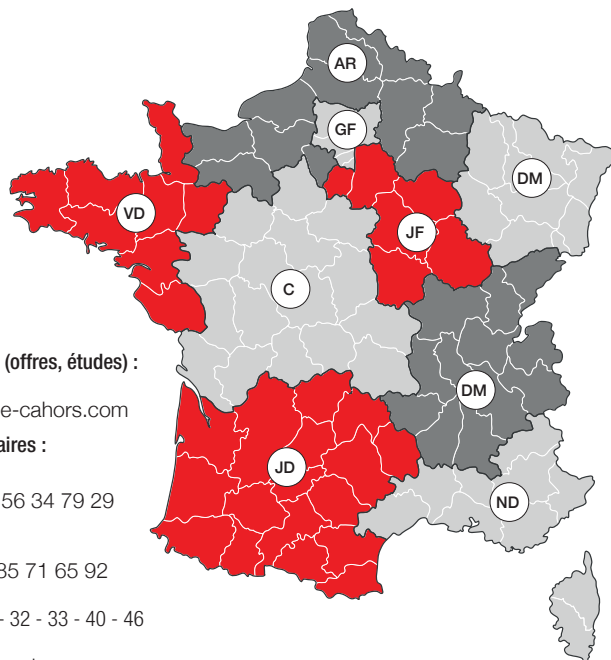 AR
GF
DM
VD
JF
C
(offres, études) :
DM
e-cahors.com
aires :
JD
56 34 79 29
ND
35 71 65 92
- 32 - 33 - 40 - 46